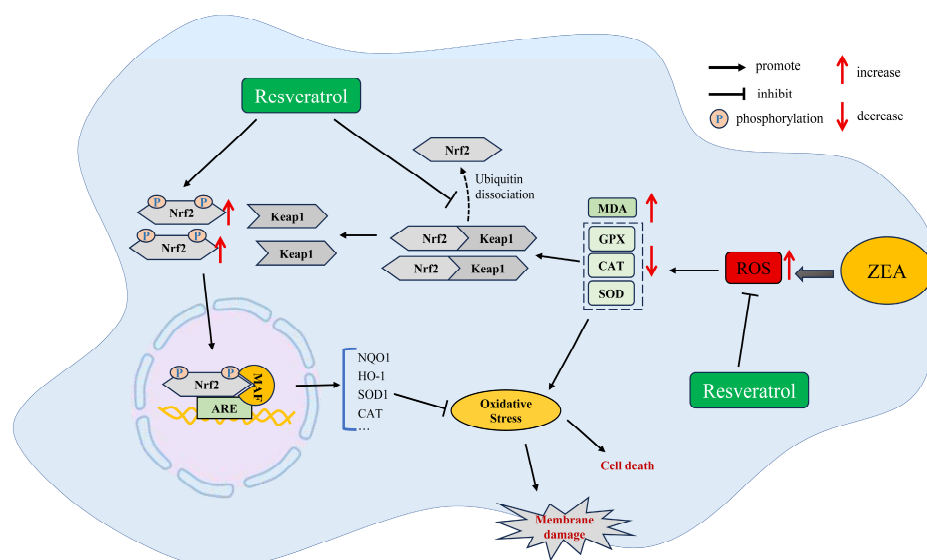 promote
increase
inhibit
P phosphorylation
decrease
Resveratrol
Nrf2
Ubiquitin
dissociation
P P
Nrf2
Keap1
P P
Nrf2
Keap1
Nrf2 Keap1
Nrf2 Keap1
MDA
GPX
CAT
SOD
ROS
ZEA
Resveratrol
P P
Nrf2
MAF
ARE
NQO1
HO-1
SOD1
CAT
...
Oxidative
Stress
Cell death
Membrane
damage